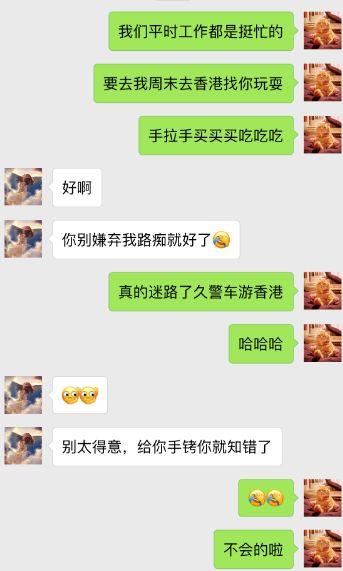 我们平时工作都是挺忙的
要去我周末去香港找你玩耍
手拉手买买买吃吃吃
好啊
你别嫌弃我路痴就好了
真的迷路了久警车游香港
哈哈哈
别太得意，给你手铐你就知错了
不会的啦